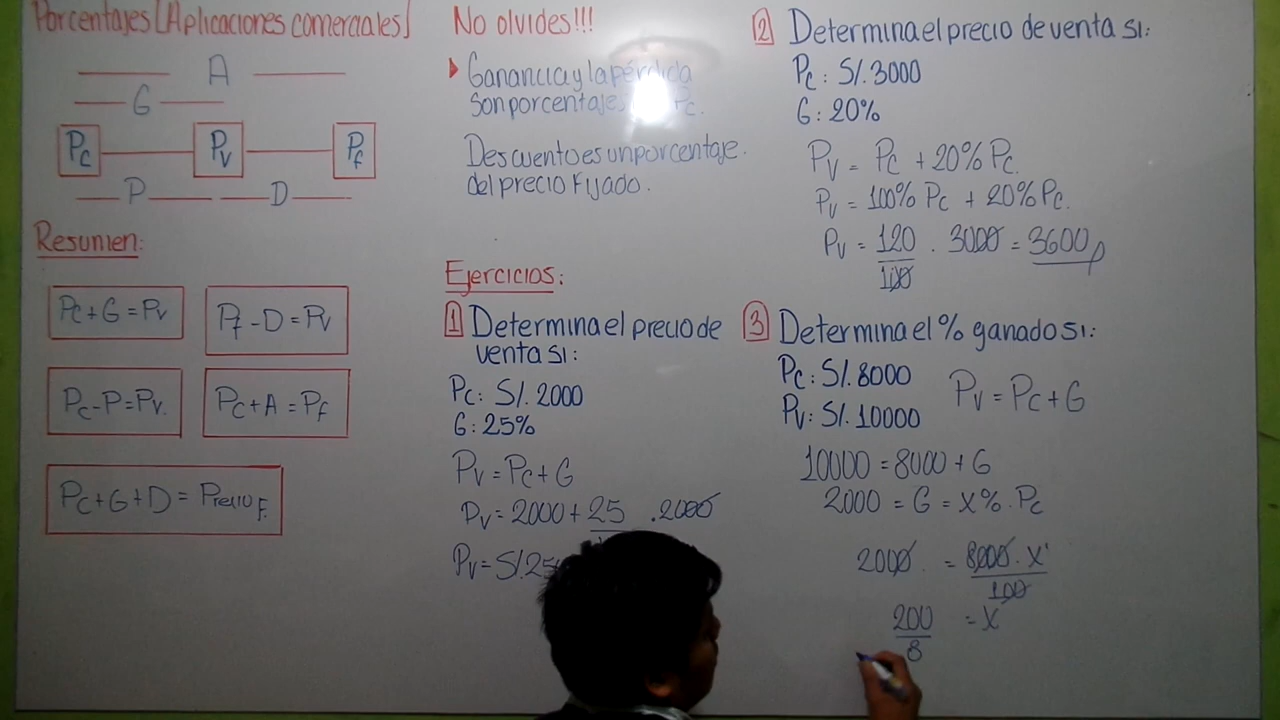 Porcentajes [Aplicaciones comerciales]
A
G
Pc Pv Pf
P D
Resumen:
Pc+G=Pv
Pf-D=Pv
Pc-P=Pv.
Pc+A=Pf
Pc+G+D=Precio F.
No olvides!!!
Ganancia y la pérdida
son porcentajes Pc.
Descuento es un porcentaje.
del precio Fijado.
Ejercicios:
1 Determina el precio de
venta si:
Pc: S/. 2000
G: 25%
Pv = Pc + G
Pv = 2000 + 25 . 2000
Pv = S/. 25
2 Determina el precio de venta si:
Pc: S/. 3000
G: 20%
Pv = Pc + 20% Pc.
Pv = 100% Pc + 20% Pc.
Pv = 120/100 . 3000 = 3600
3 Determina el % ganado si:
Pc: S/. 8000
Pv: S/. 10000
Pv = Pc + G
10000 = 8000 + G
2000 = G = x% . Pc
2000 = 8000 . x/100
200/8 = x